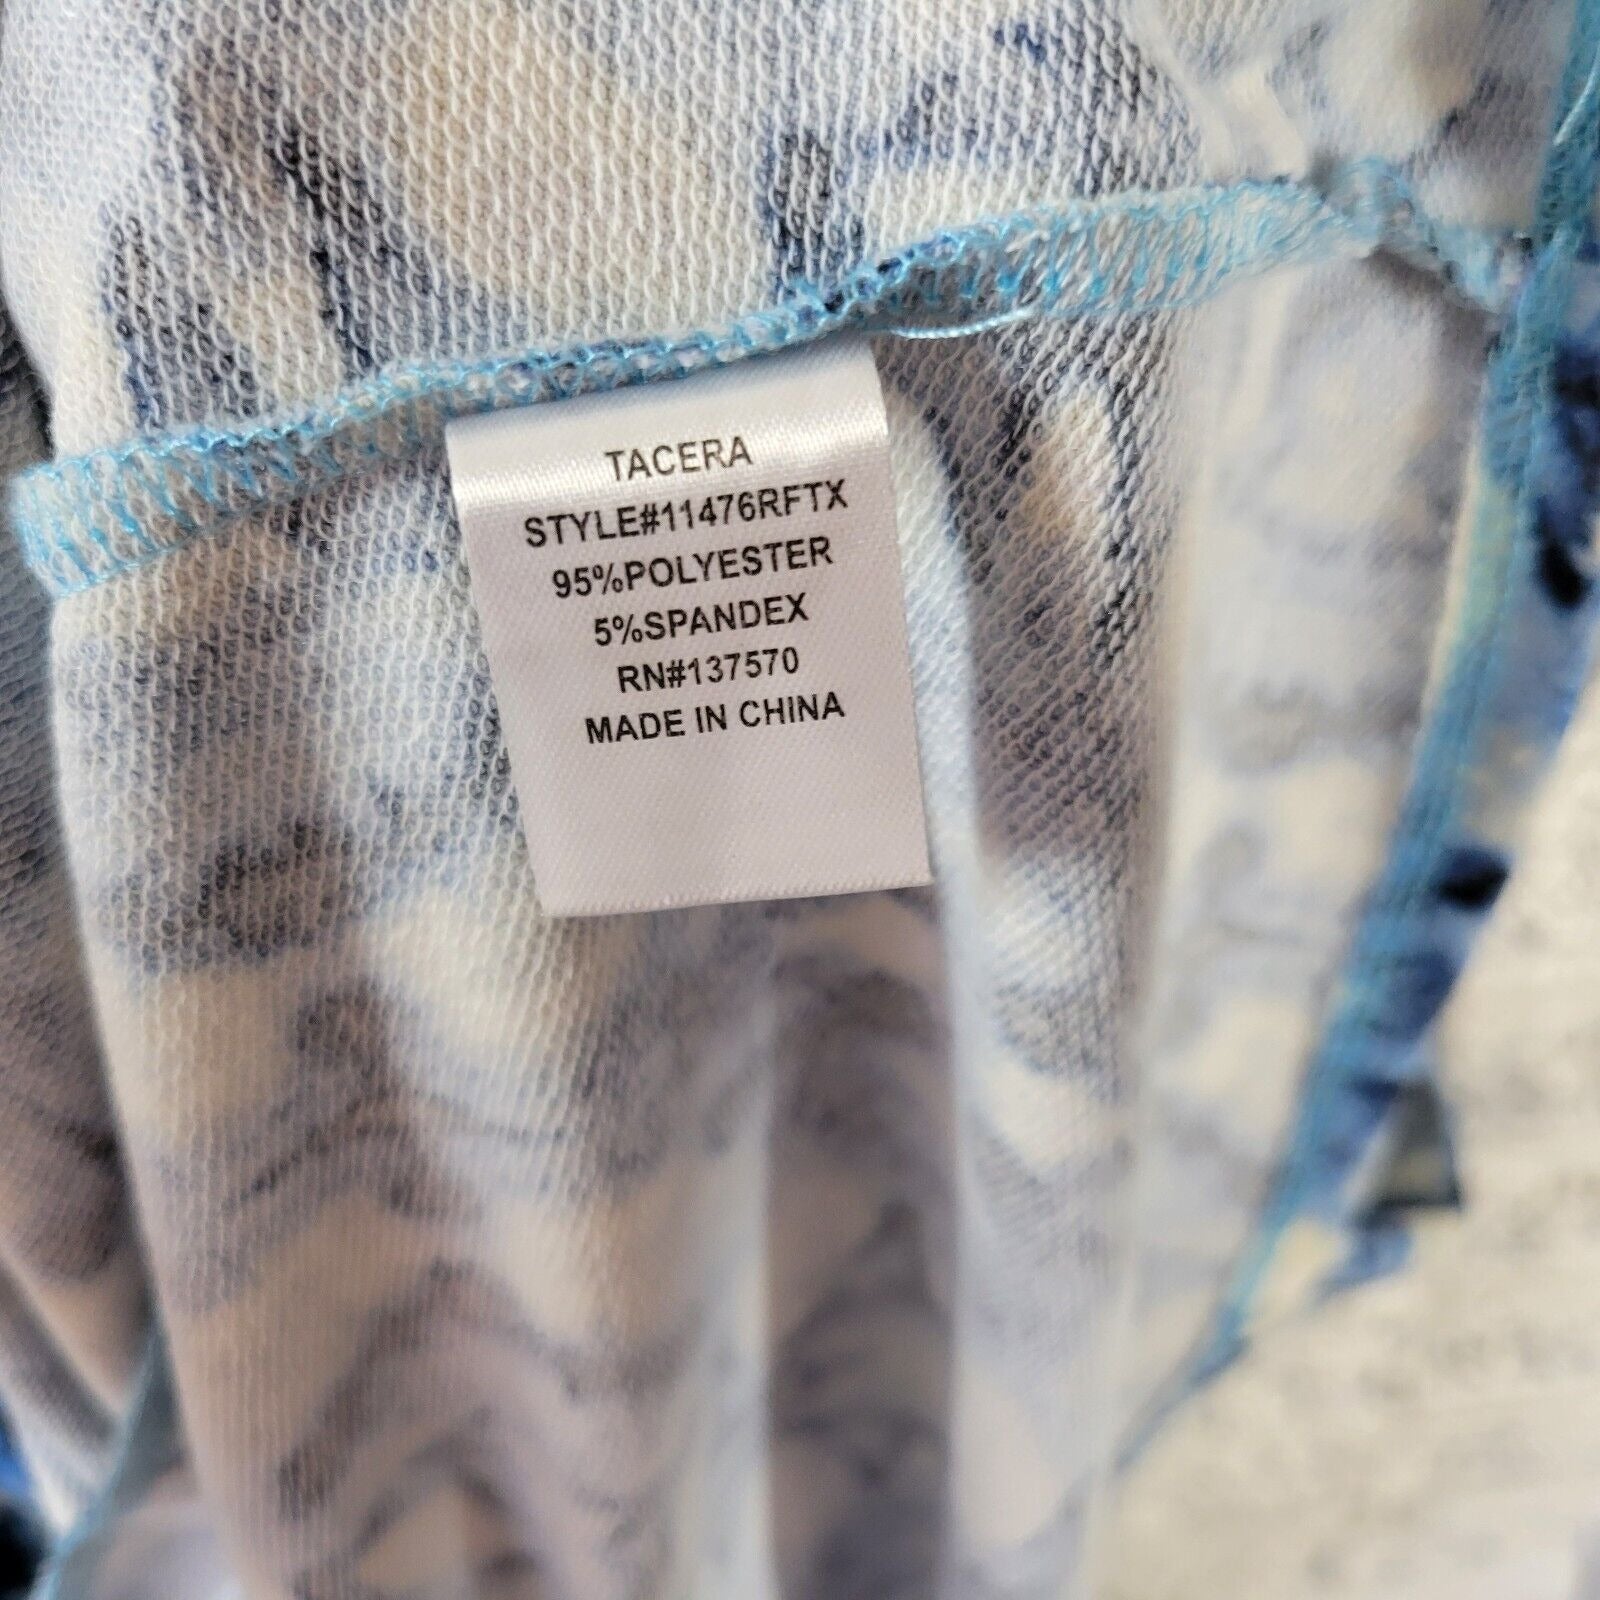 TACERA
STYLE#11476RFTX
95%POLYESTER
5%SPANDEX
RN#137570
MADE IN CHINA